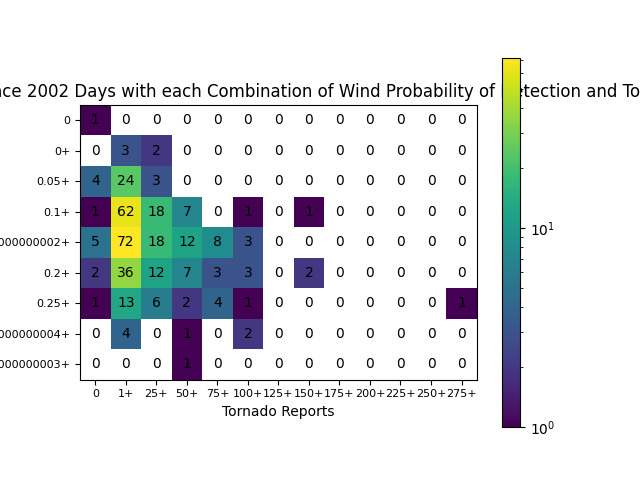 2002 Days with each Combination of Wind Probability of
0 1 0 0 0 0 0 0 0 0 0 0 0 0
0+ 0 3 2 0 0 0 0 0 0 0 0 0 0
0.05+ 4 24 3 0 0 0 0 0 0 0 0 0 0
0.1+ 1 62 18 7 0 1 0 1 0 0 0 0 0
000000002+ 5 72 18 12 8 3 0 0 0 0 0 0 0
0.2+ 2 36 12 7 3 3 0 2 0 0 0 0 0
0.25+ 1 13 6 2 4 1 0 0 0 0 0 0 1
000000004+ 0 4 0 1 0 2 0 0 0 0 0 0 0
000000003+ 0 0 0 1 0 0 0 0 0 0 0 0 0
0 1+ 25+ 50+ 75+ 100+ 125+ 150+ 175+ 200+ 225+ 250+ 275+
Tornado Reports
10¹
10⁰